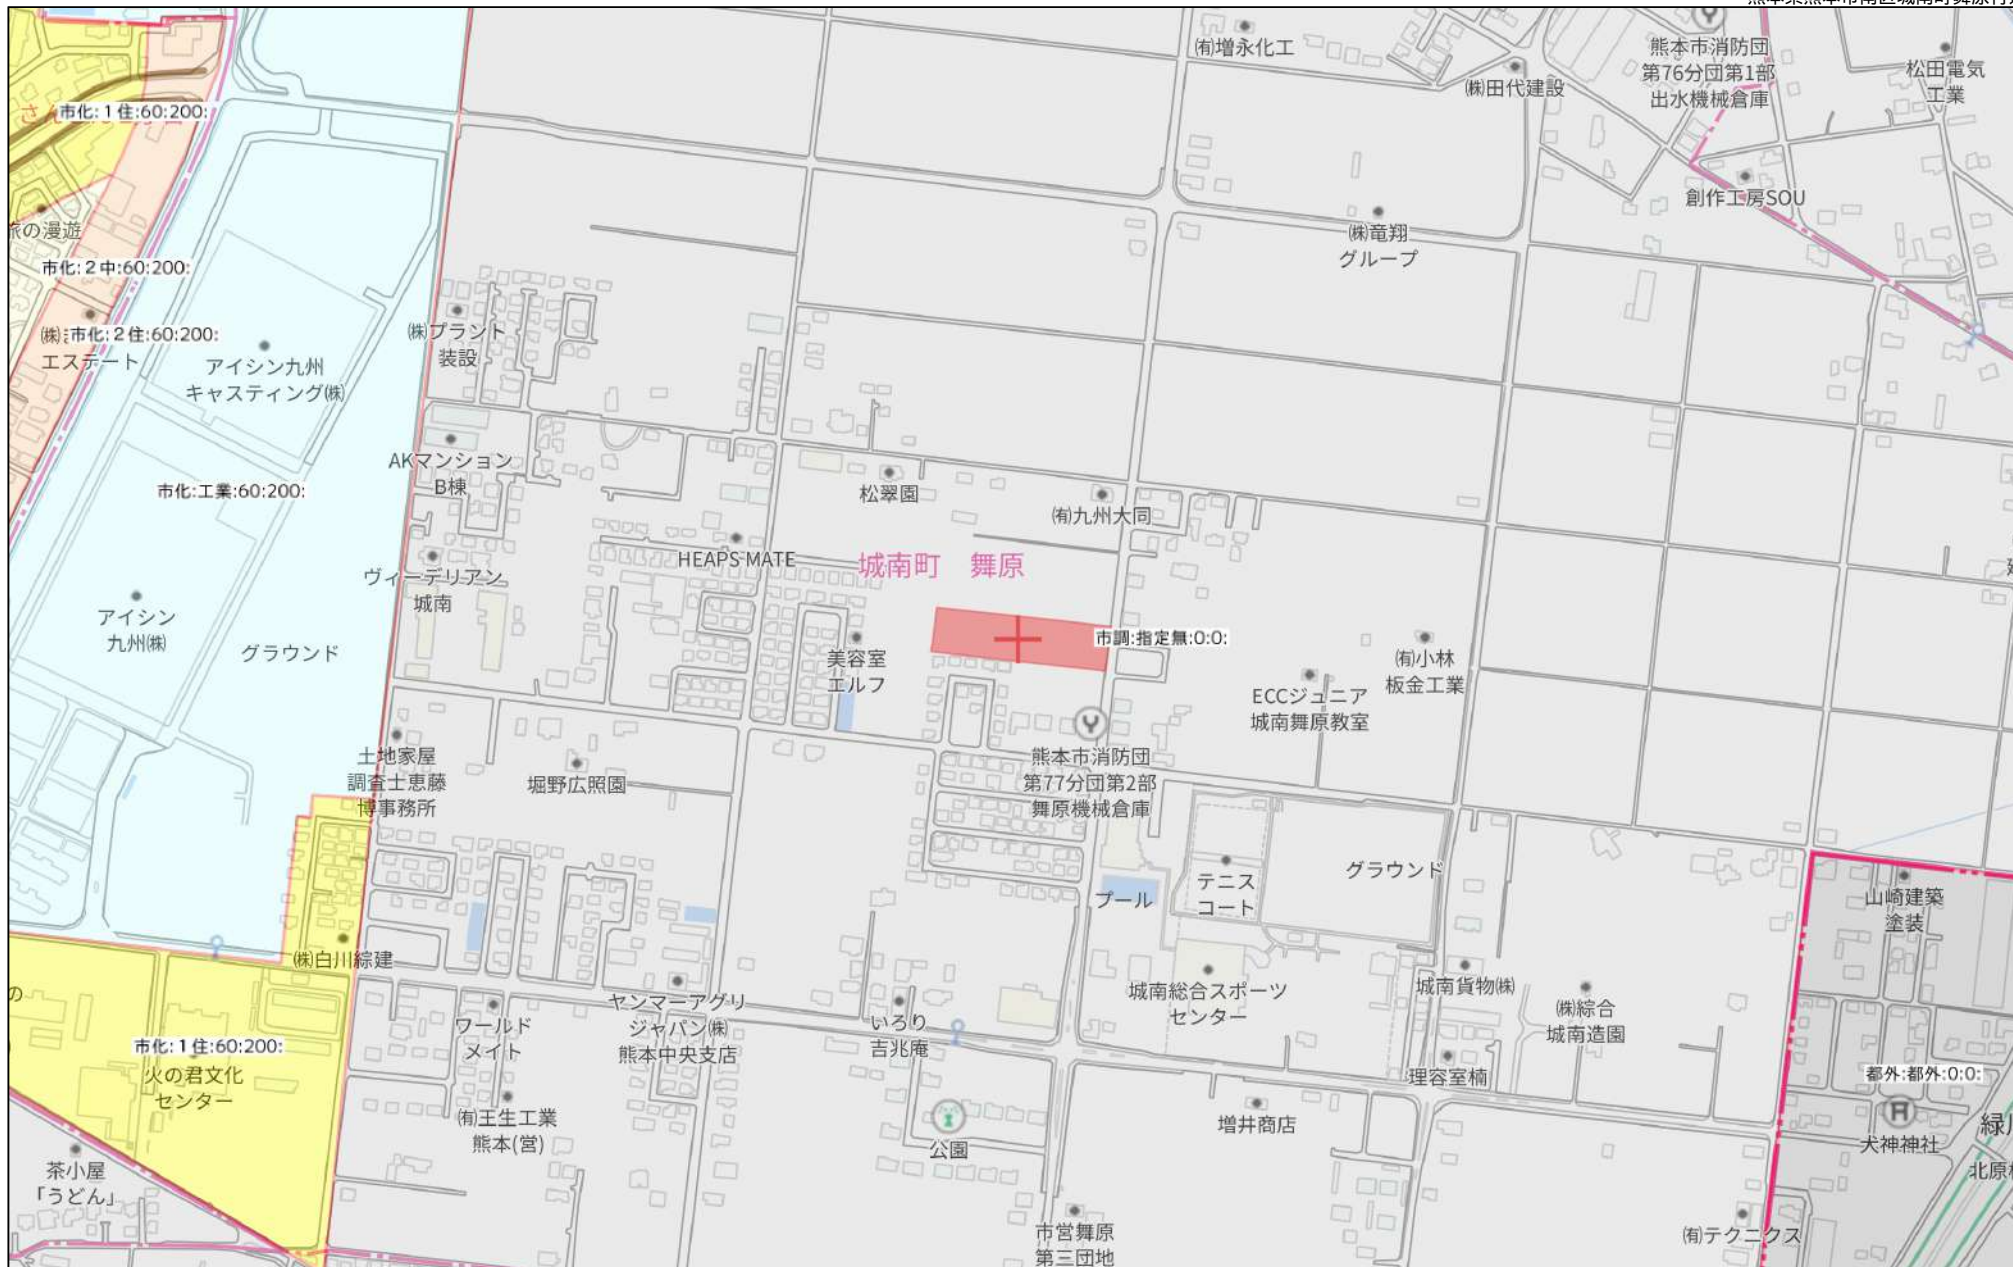 (有)増永化工
(株)田代建設
熊本市消防団
第76分団第1部
出水機械倉庫
松田電気
工業
市化:1住:60:200:
創作工房SOU
の漫遊
(株)竜翔
グループ
市化:2中:60:200:
市化:2住:60:200:
エステート
アイシン九州
キャスティング(株)
(株)プラント
装設
AKマンション
B棟
市化:工業:60:200:
松翠園
(有)九州大同
HEAPS MATE
城南町 舞原
ヴィーデリアン
城南
アイシン
九州(株)
グラウンド
美容室
エルフ
市調:指定無:0:0:
(有)小林
板金工業
ECCジュニア
城南舞原教室
土地家屋
調査士恵藤
博事務所
堀野広照園
熊本市消防団
第77分団第2部
舞原機械倉庫
テニス
コート
グラウンド
プール
山崎建築
塗装
(株)白川綜建
の
ヤンマーアグリ
ジャパン(株)
熊本中央支店
ワールド
メイト
いろり
吉兆庵
城南総合スポーツ
センター
城南貨物(株)
(株)綜合
城南造園
市化:1住:60:200:
火の君文化
センター
理容室楠
都外:都外:0:0:
(有)王生工業
熊本(営)
公園
増井商店
犬神神社
緑川
北原
茶小屋
「うどん」
市営舞原
第三団地
(有)テクニクス